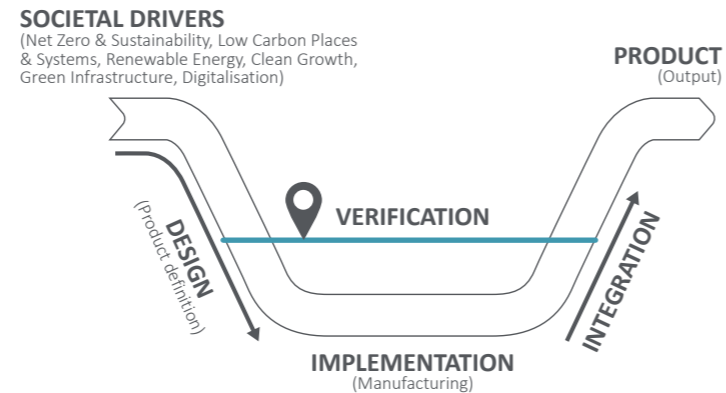 SOCIETAL DRIVERS
(Net Zero & Sustainability, Low Carbon Places
& Systems, Renewable Energy, Clean Growth,
Green Infrastructure, Digitalisation)
PRODUCT
(Output)
VERIFICATION
DESIGN
(Product definition)
INTEGRATION
IMPLEMENTATION
(Manufacturing)